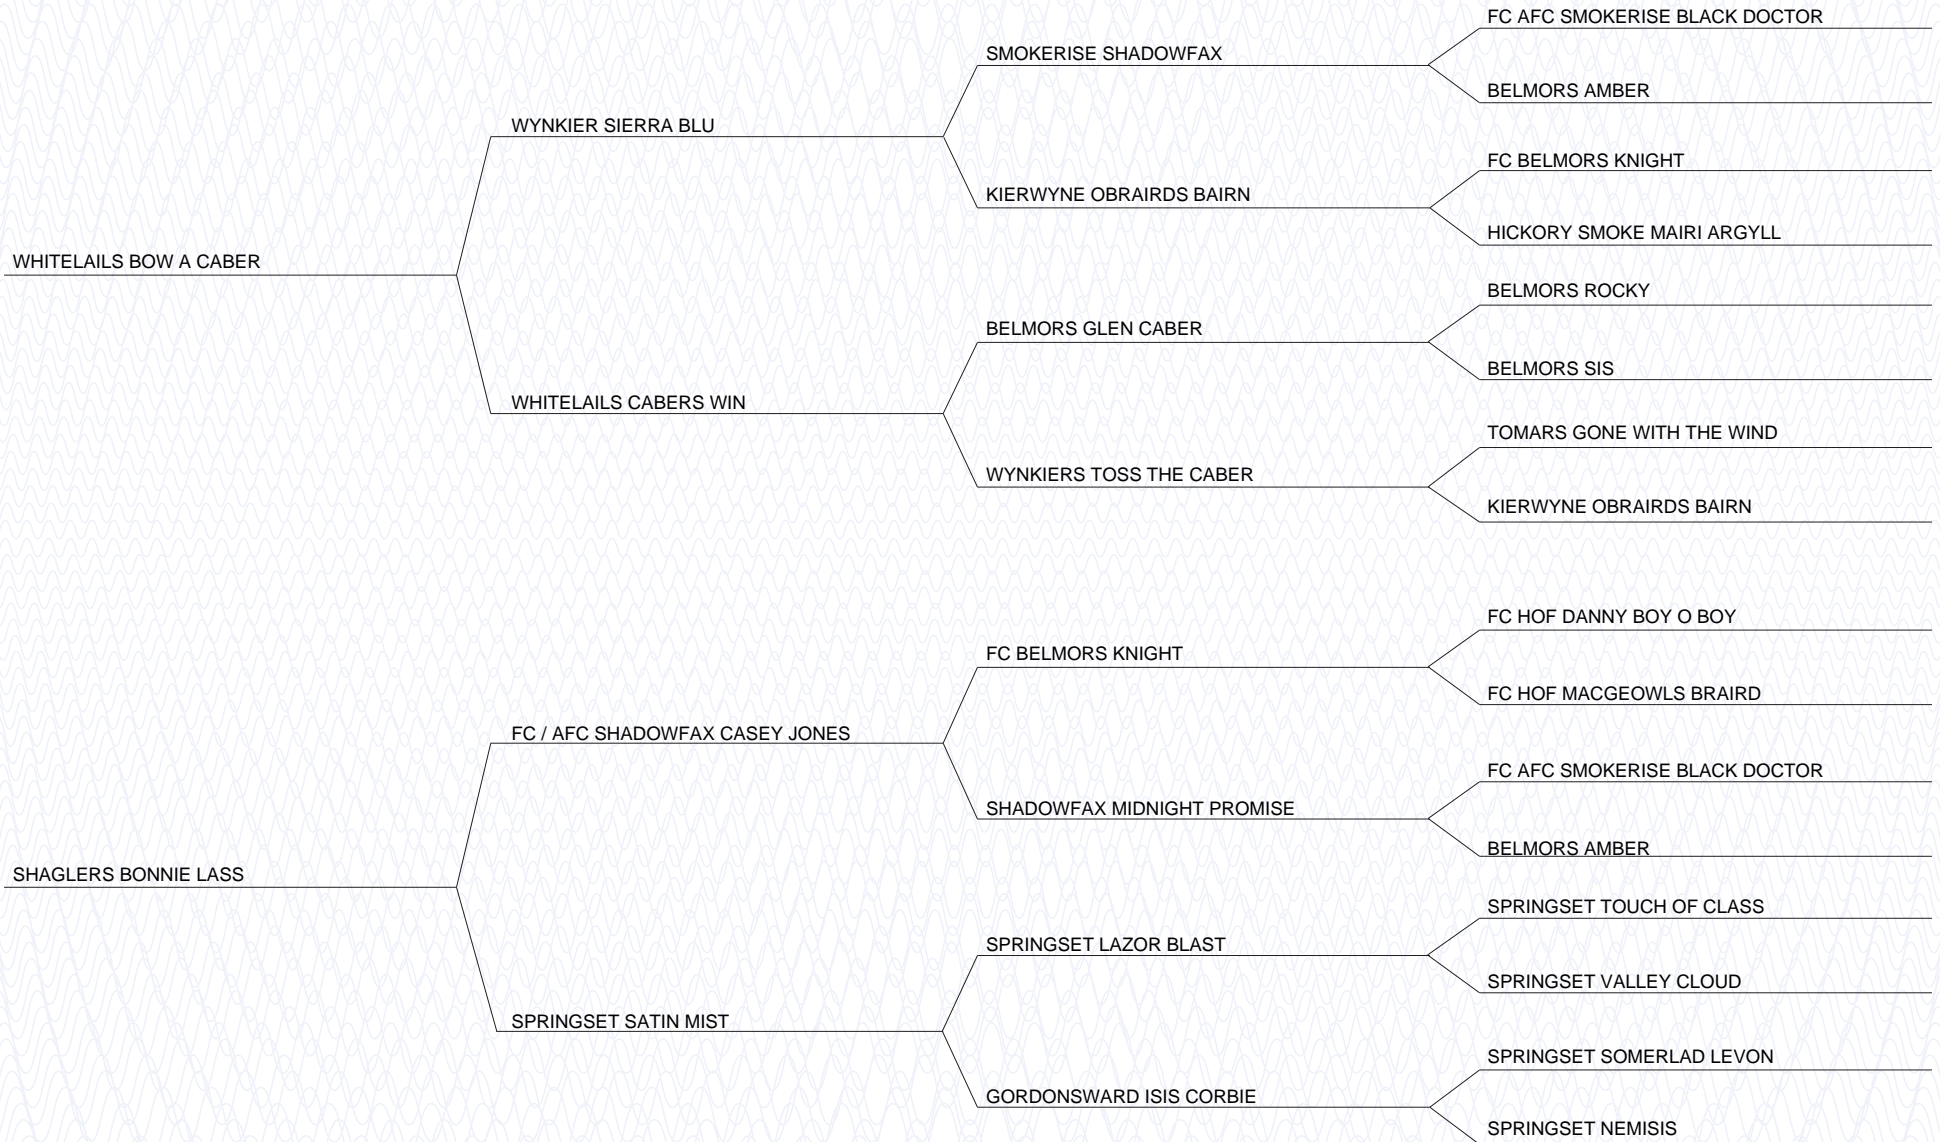 FC AFC SMOKERISE BLACK DOCTOR
SMOKERISE SHADOWFAX
BELMORS AMBER
WYNKIER SIERRA BLU
FC BELMORS KNIGHT
KIERWYNE OBRAIRDS BAIRN
HICKORY SMOKE MAIRI ARGYLL
WHITELAILS BOW A CABER
BELMORS ROCKY
BELMORS GLEN CABER
BELMORS SIS
WHITELAILS CABERS WIN
TOMARS GONE WITH THE WIND
WYNKIERS TOSS THE CABER
KIERWYNE OBRAIRDS BAIRN
FC HOF DANNY BOY O BOY
FC BELMORS KNIGHT
FC HOF MACGEOWLS BRAIRD
FC / AFC SHADOWFAX CASEY JONES
FC AFC SMOKERISE BLACK DOCTOR
SHADOWFAX MIDNIGHT PROMISE
BELMORS AMBER
SHAGLERS BONNIE LASS
SPRINGSET TOUCH OF CLASS
SPRINGSET LAZOR BLAST
SPRINGSET VALLEY CLOUD
SPRINGSET SATIN MIST
SPRINGSET SOMERLAD LEVON
GORDONSWARD ISIS CORBIE
SPRINGSET NEMISIS